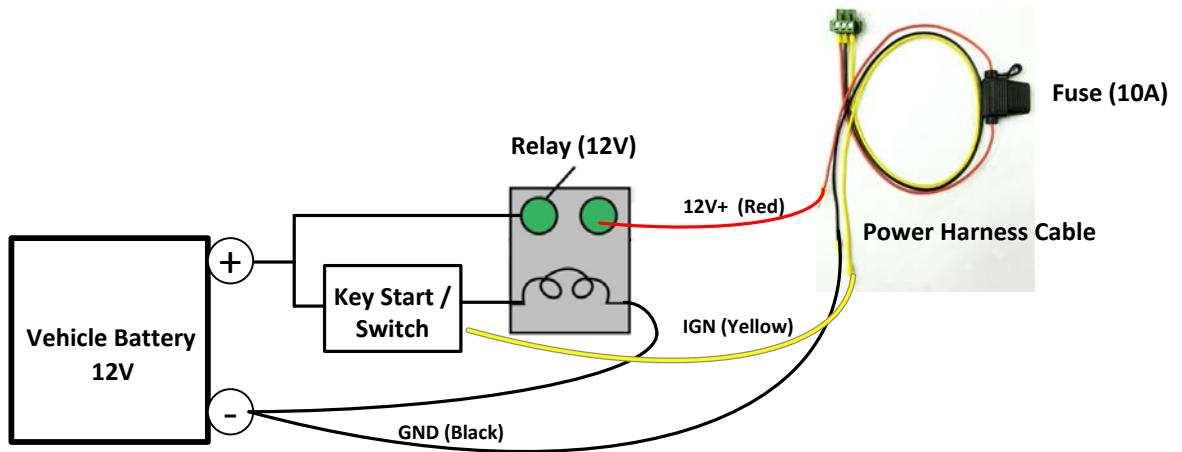 Fuse (10A)
Relay (12V)
12V+ (Red)
Power Harness Cable
+
Key Start /
Switch
IGN (Yellow)
Vehicle Battery
12V
-
GND (Black)